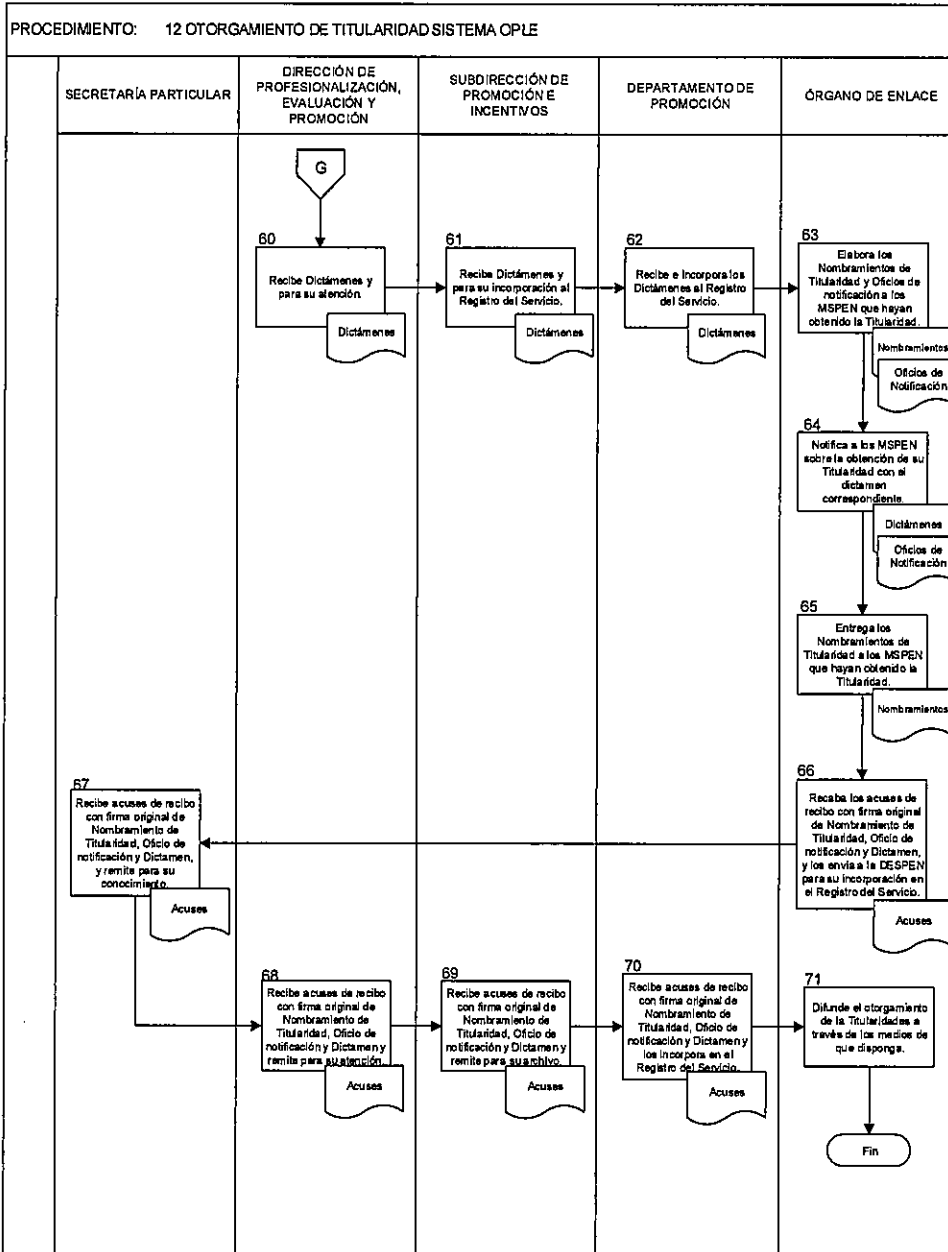 PROCEDIMIENTO: 12 OTORGAMIENTO DE TITULARIDAD SISTEMA OPLE
SECRETARÍA PARTICULAR
DIRECCIÓN DE
PROFESIONALIZACIÓN,
EVALUACIÓN Y
PROMOCIÓN
SUBDIRECCIÓN DE
PROMOCIÓN E
INCENTIVOS
DEPARTAMENTO DE
PROMOCIÓN
ÓRGANO DE ENLACE
G
60
Recibe Dictámenes y
para su atención.
Dictámenes
61
Recibe Dictámenes y
para su incorporación al
Registro del Servicio.
Dictámenes
62
Recibe e Incorpora los
Dictámenes al Registro
del Servicio.
Dictámenes
63
Elabora los
Nombramientos de
Titularidad y Oficios de
notificación a los
MSPEN que hayan
obtenido la Titularidad.
Nombramientos
Oficios de
Notificación
64
Notifica a los MSPEN
sobre la obtención de su
Titularidad con el
dictamen
correspondiente.
Dictámenes
Oficios de
Notificación
65
Entrega los
Nombramientos de
Titularidad a los MSPEN
que hayan obtenido la
Titularidad.
Nombramientos
66
Recaba los acuses de
recibo con firma original
de Nombramiento de
Titularidad, Oficio de
notificación y Dictamen,
y los envía a la DESPEN
para su incorporación en
el Registro del Servicio.
Acuses
67
Recibe acuses de recibo
con firma original de
Nombramiento de
Titularidad, Oficio de
notificación y Dictamen,
y remite para su
conocimiento.
Acuses
68
Recibe acuses de recibo
con firma original de
Nombramiento de
Titularidad, Oficio de
notificación y Dictamen y
remite para su atención.
Acuses
69
Recibe acuses de recibo
con firma original de
Nombramiento de
Titularidad, Oficio de
notificación y Dictamen y
remite para su archivo.
Acuses
70
Recibe acuses de recibo
con firma original de
Nombramiento de
Titularidad, Oficio de
notificación y Dictamen y
los incorpora en el
Registro del Servicio.
Acuses
71
Difunde el otorgamiento
de la Titularidades a
través de los medios de
que disponga.
Fin